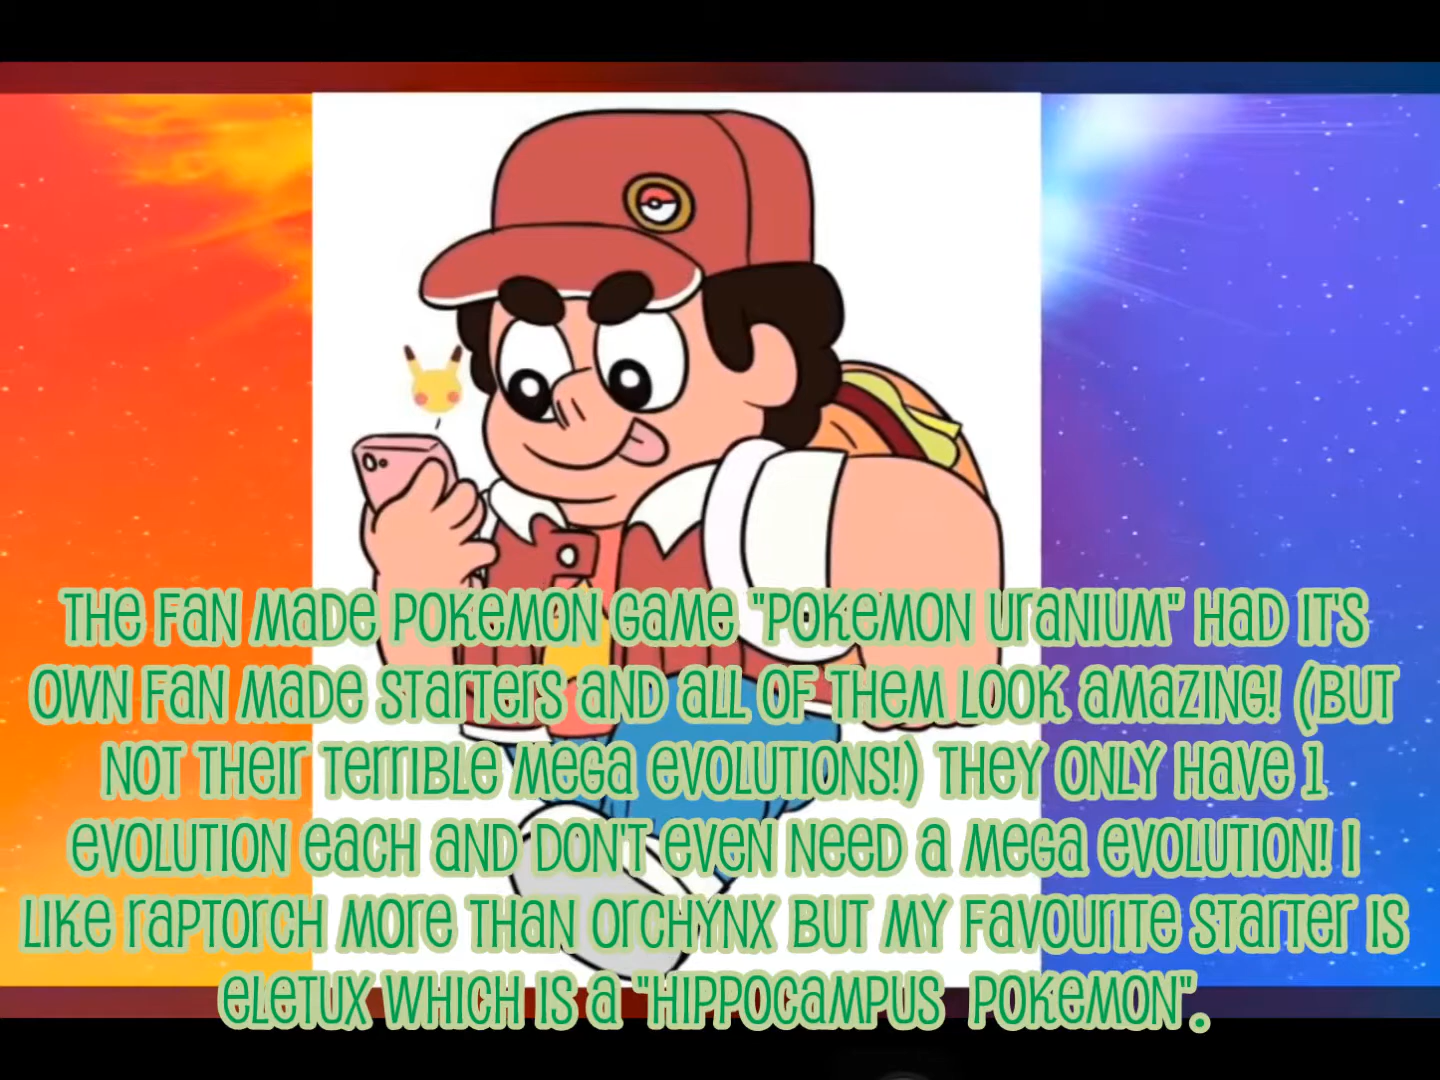 THE FAN MADE POKEMON GAME "POKEMON URANIUM" HAD IT'S
OWN FAN MADE STARTERS AND ALL OF THEM LOOK AMAZING! (BUT
NOT THEIR TERRIBLE MEGA EVOLUTIONS!) THEY ONLY HAVE 1
EVOLUTION EACH AND DON'T EVEN NEED A MEGA EVOLUTION! I
LIKE RAPTORCH MORE THAN ORCHYNX BUT MY FAVOURITE STARTER IS
ELETUX WHICH IS A "HIPPOCAMPUS POKEMON".